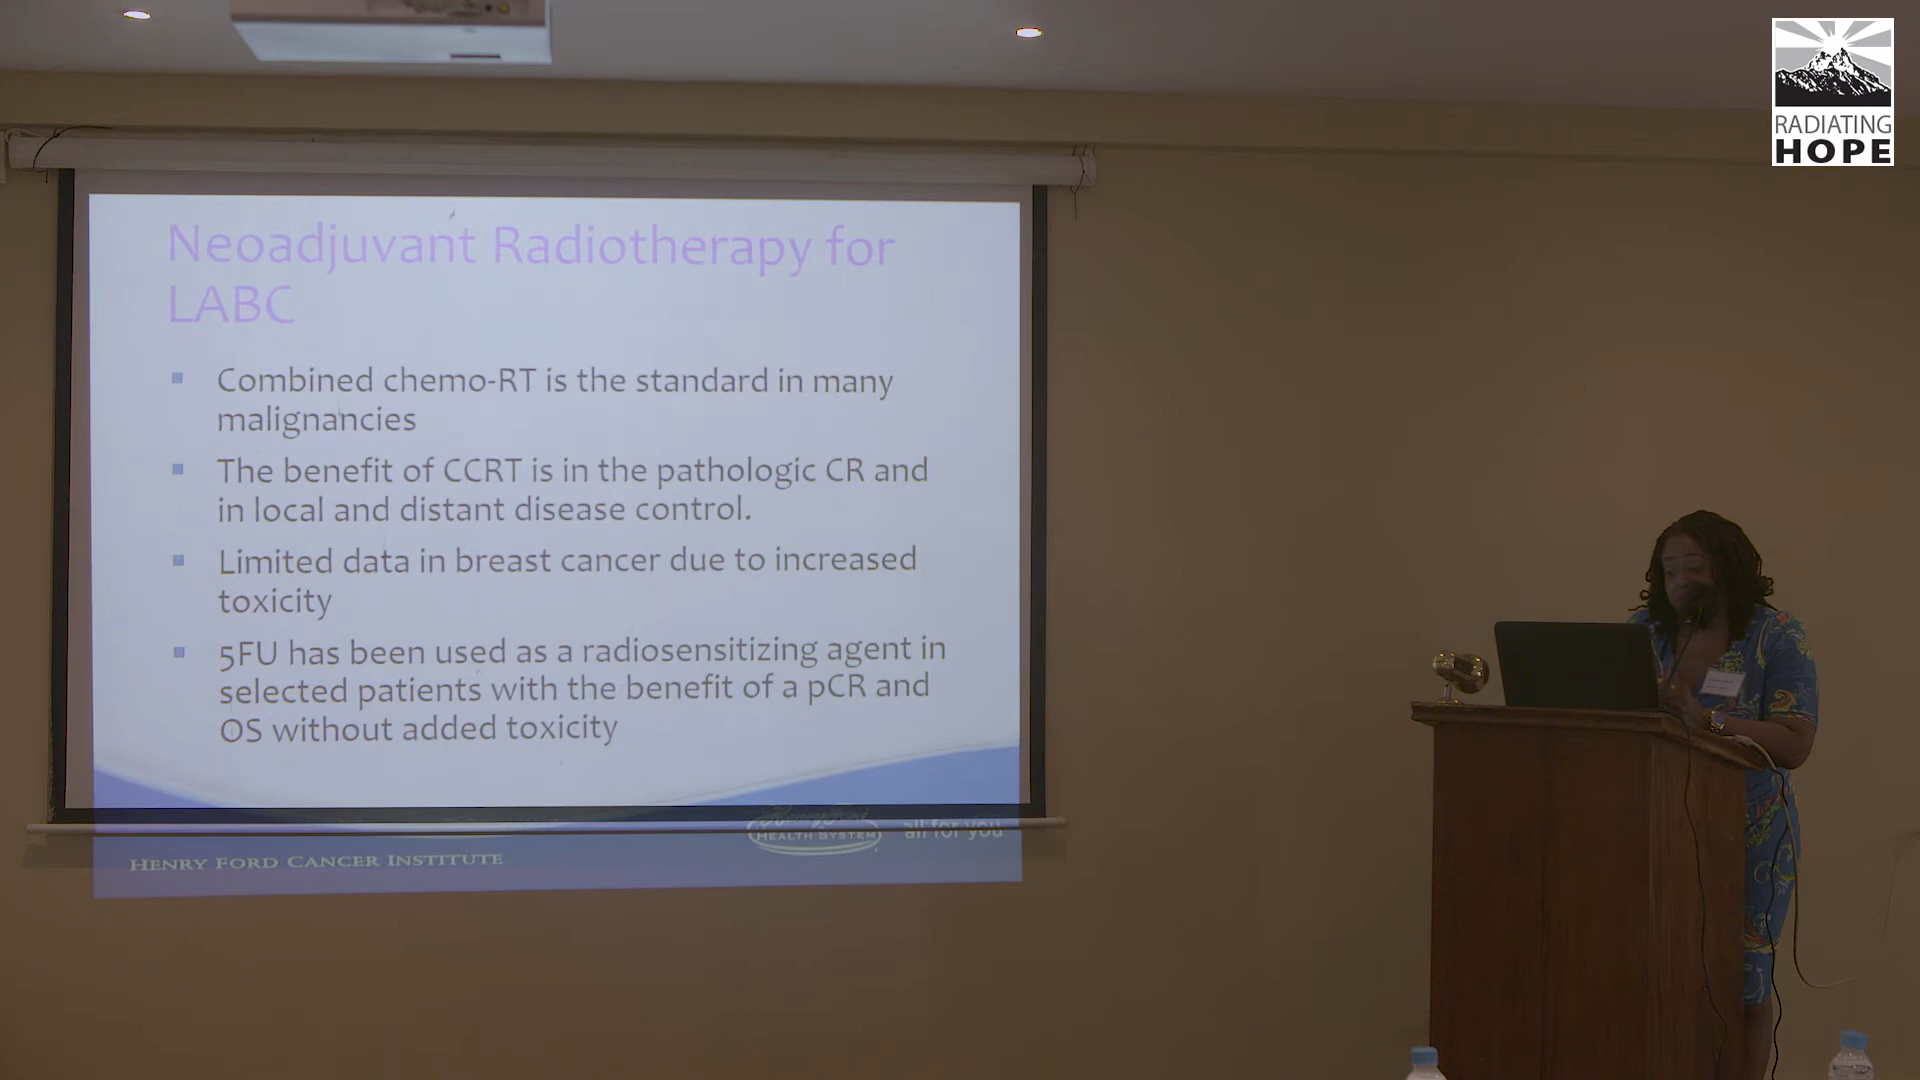 RADIATING
HOPE
Neoadjuvant Radiotherapy for
LABC
Combined chemo-RT is the standard in many
malignancies
The benefit of CCRT is in the pathologic CR and
in local and distant disease control.
Limited data in breast cancer due to increased
toxicity
5FU has been used as a radiosensitizing agent in
selected patients with the benefit of a pCR and
OS without added toxicity
HEALTH SYSTEM
all for you
HENRY FORD CANCER INSTITUTE